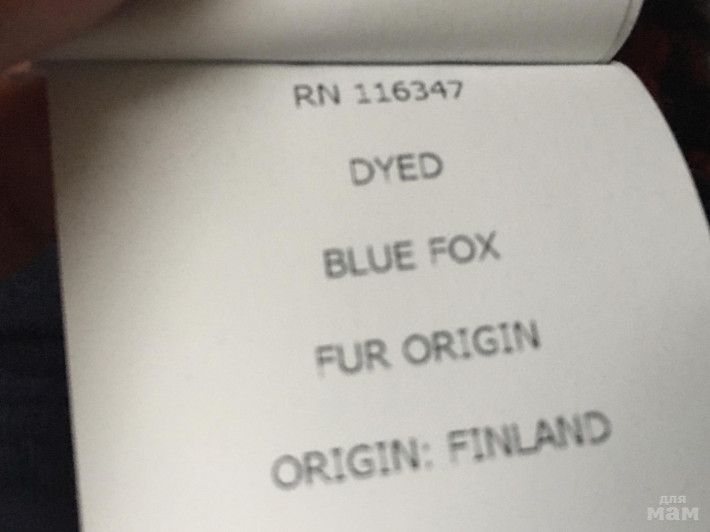 RN 116347
DYED
BLUE FOX
FUR ORIGIN
ORIGIN: FINLAND
для
мам